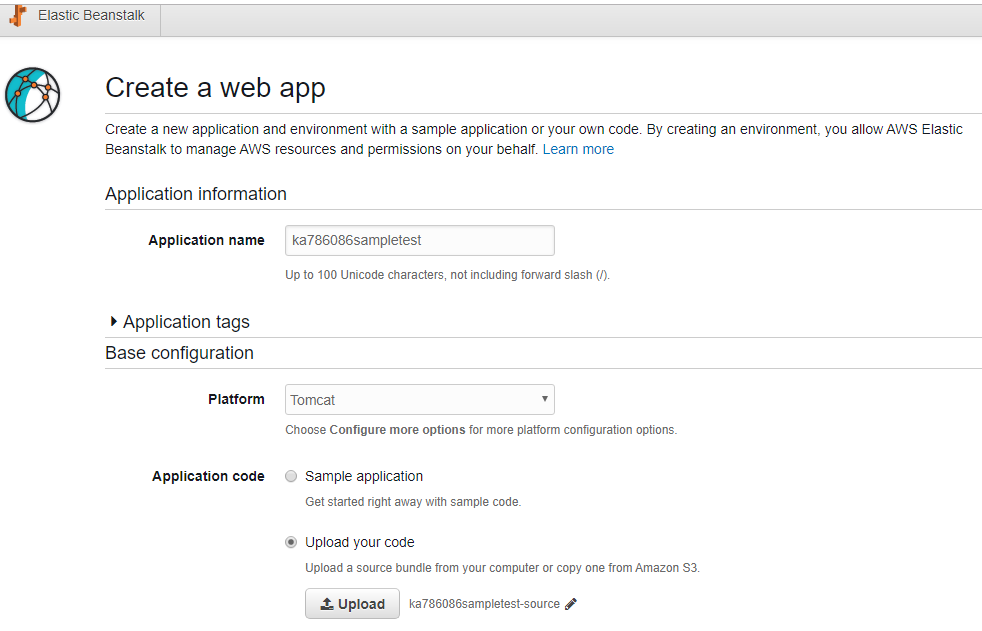 Elastic Beanstalk
Create a web app
Create a new application and environment with a sample application or your own code. By creating an environment, you allow AWS Elastic
Beanstalk to manage AWS resources and permissions on your behalf. Learn more
Application information
Application name ka786086sampletest
Up to 100 Unicode characters, not including forward slash (/).
Application tags
Base configuration
Platform Tomcat
Choose Configure more options for more platform configuration options.
Application code Sample application
Get started right away with sample code.
Upload your code
Upload a source bundle from your computer or copy one from Amazon S3.
Upload ka786086sampletest-source